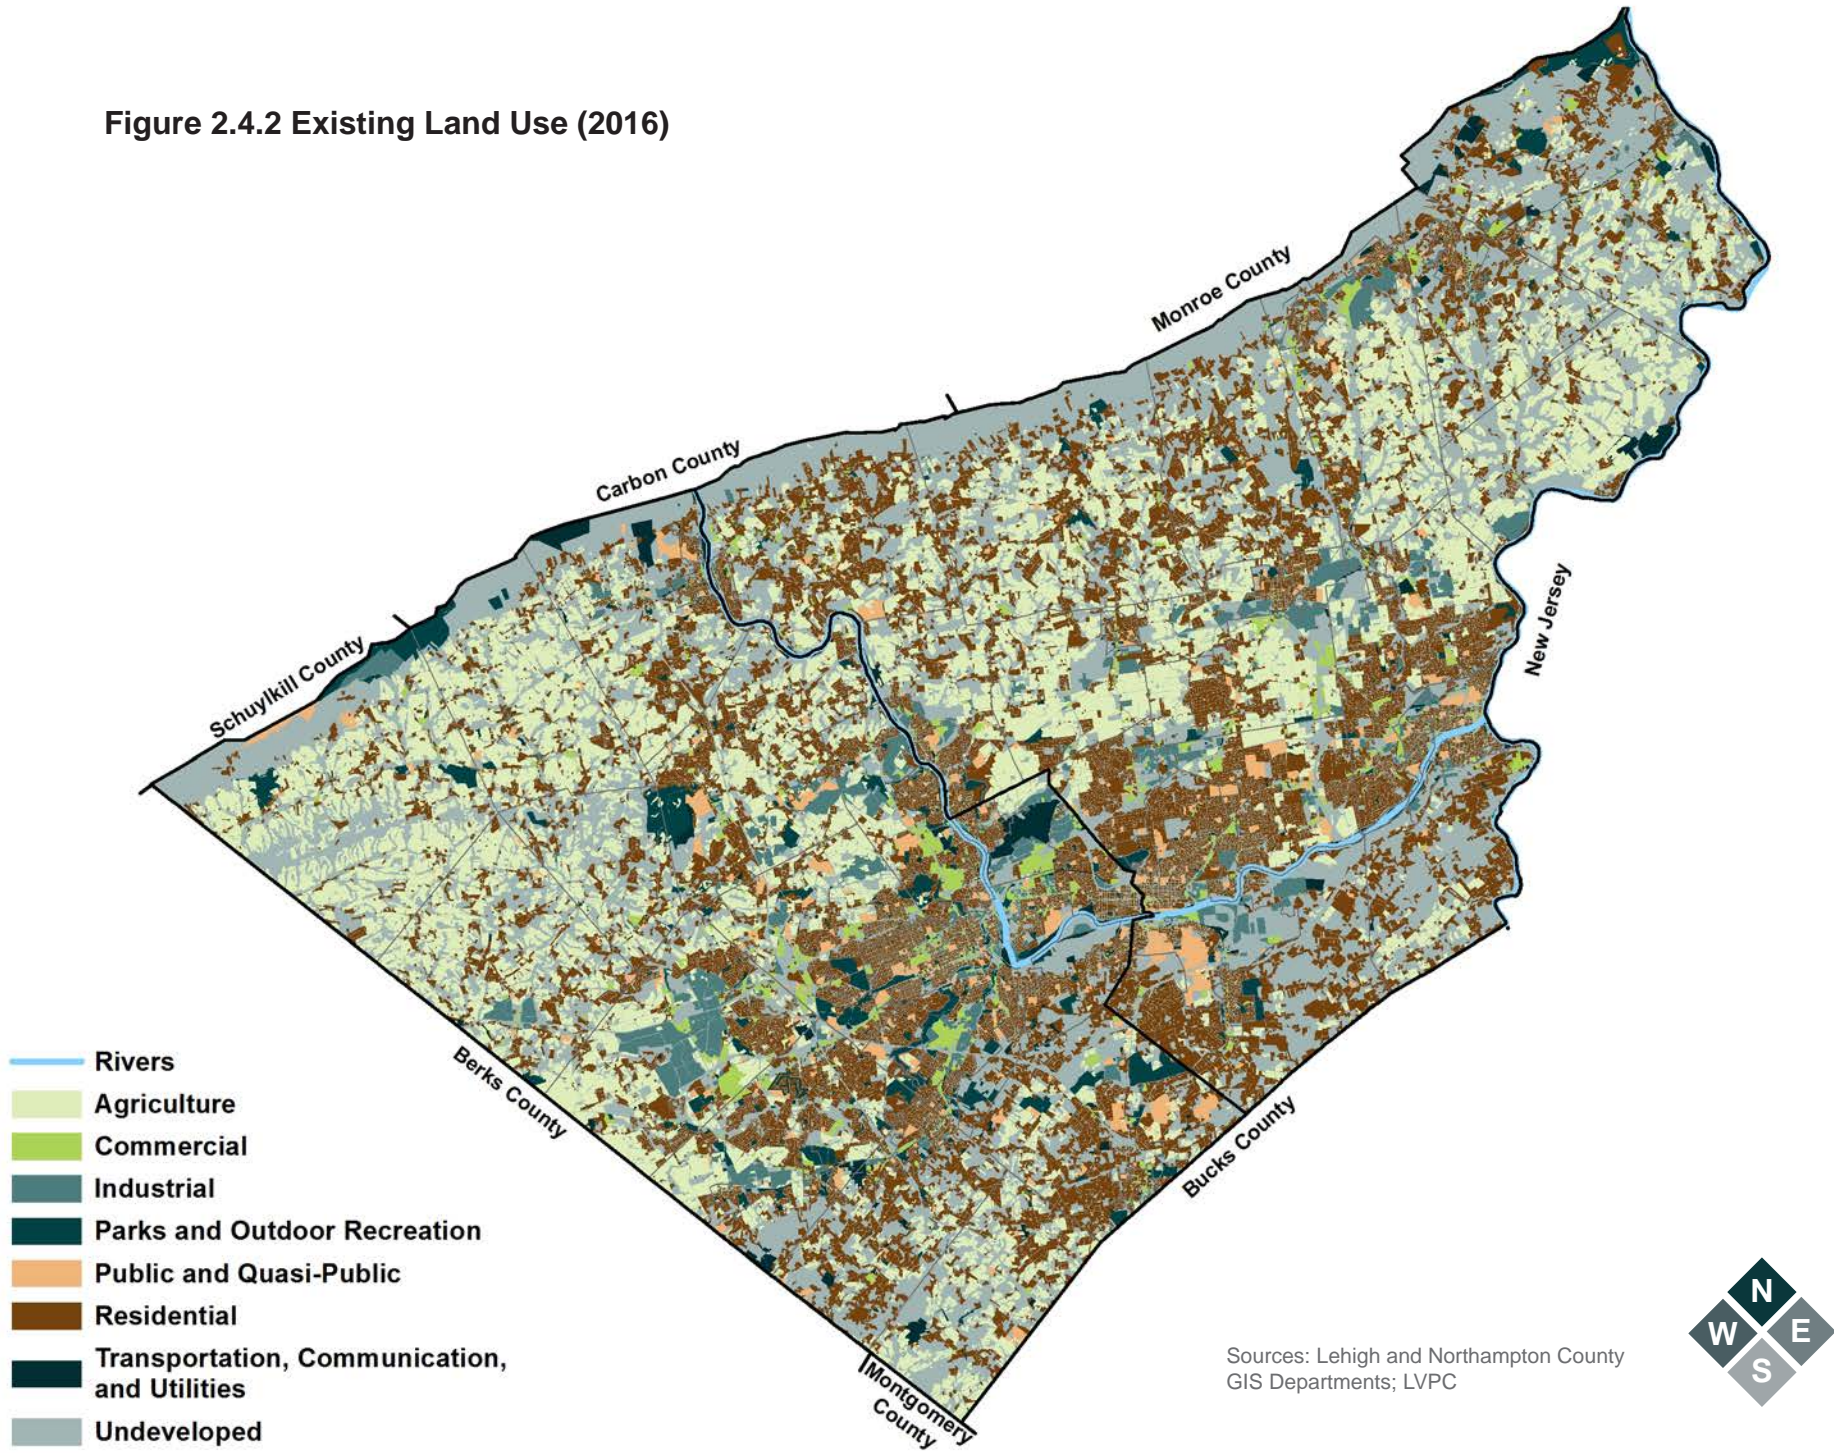 Figure 2.4.2 Existing Land Use (2016)
Monroe County
Carbon County
Schuylkill County
New Jersey
Berks County
Bucks County
Montgomery
County
Rivers
Agriculture
Commercial
Industrial
Parks and Outdoor Recreation
Public and Quasi-Public
Residential
Transportation, Communication,
and Utilities
Undeveloped
Sources: Lehigh and Northampton County
GIS Departments; LVPC
N
W
E
S